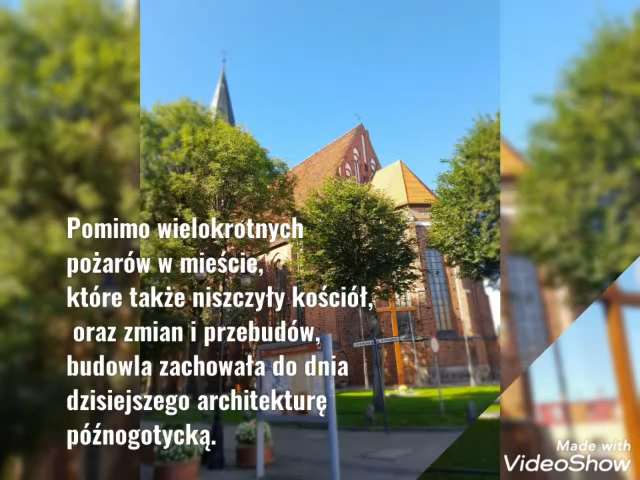 Pomimo wielokrotnych
pożarów w mieście,
które także niszczyły kościół,
oraz zmian i przebudów,
budowla zachowała do dnia
dzisiejszego architekturę
późnogotycką.
Made with
VideoShow